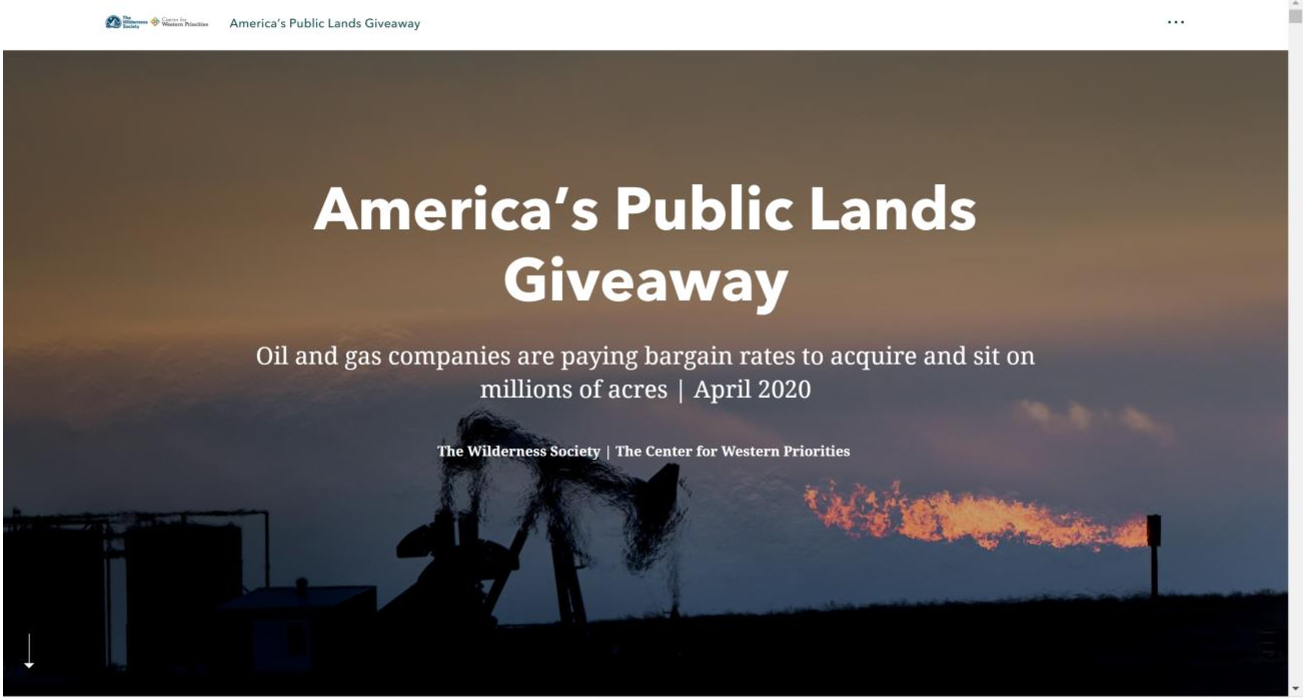 The
Wilderness
Society
Center for
Western Priorities
America's Public Lands Giveaway
America's Public Lands
Giveaway
Oil and gas companies are paying bargain rates to acquire and sit on
millions of acres | April 2020
The Wilderness Society | The Center for Western Priorities